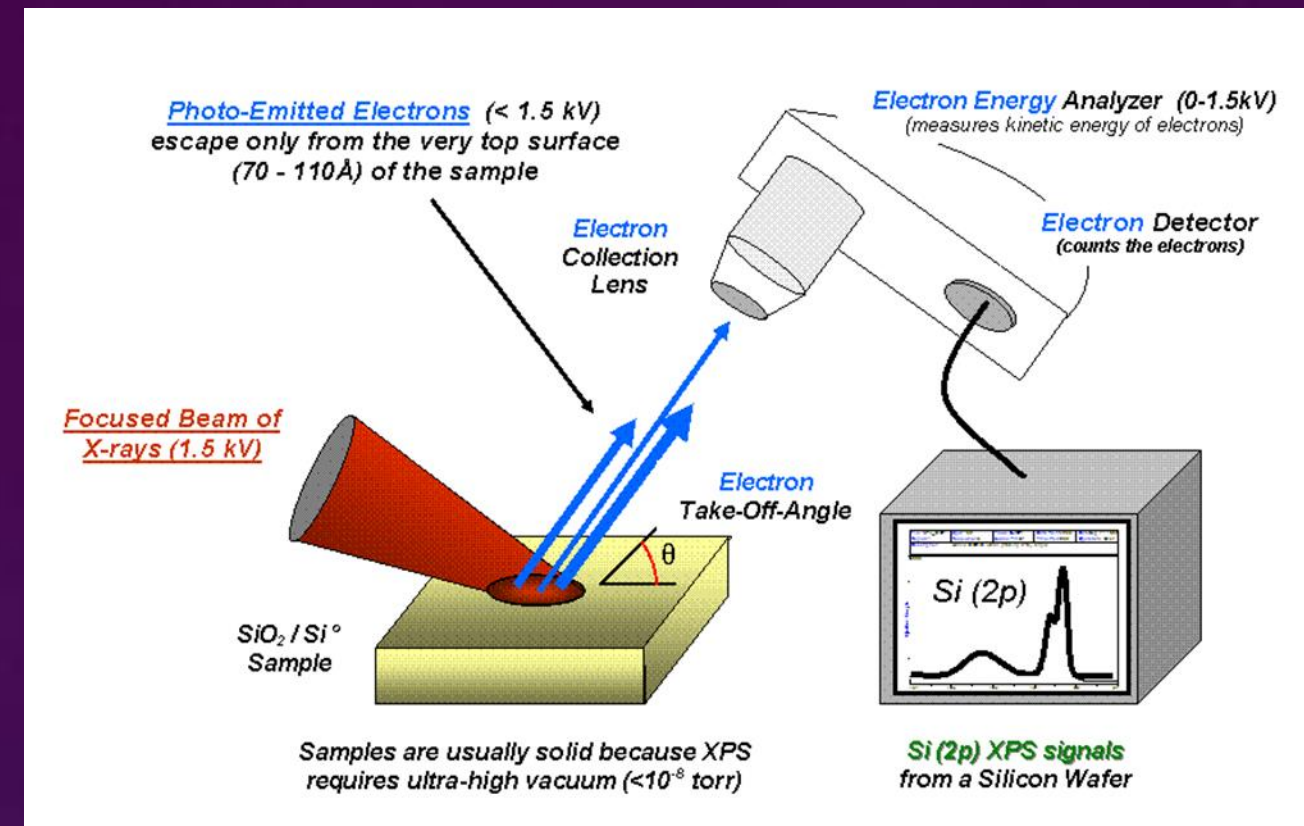 Photo-Emitted Electrons (< 1.5 kV)
escape only from the very top surface
(70 - 110Å) of the sample
Electron Energy Analyzer (0-1.5kV)
(measures kinetic energy of electrons)
Electron Detector
(counts the electrons)
Electron
Collection
Lens
Focused Beam of
X-rays (1.5 kV)
Electron
Take-Off-Angle
θ
Si (2p)
SiO₂ / Si°
Sample
Samples are usually solid because XPS
requires ultra-high vacuum (<10⁻⁸ torr)
Si (2p) XPS signals
from a Silicon Wafer